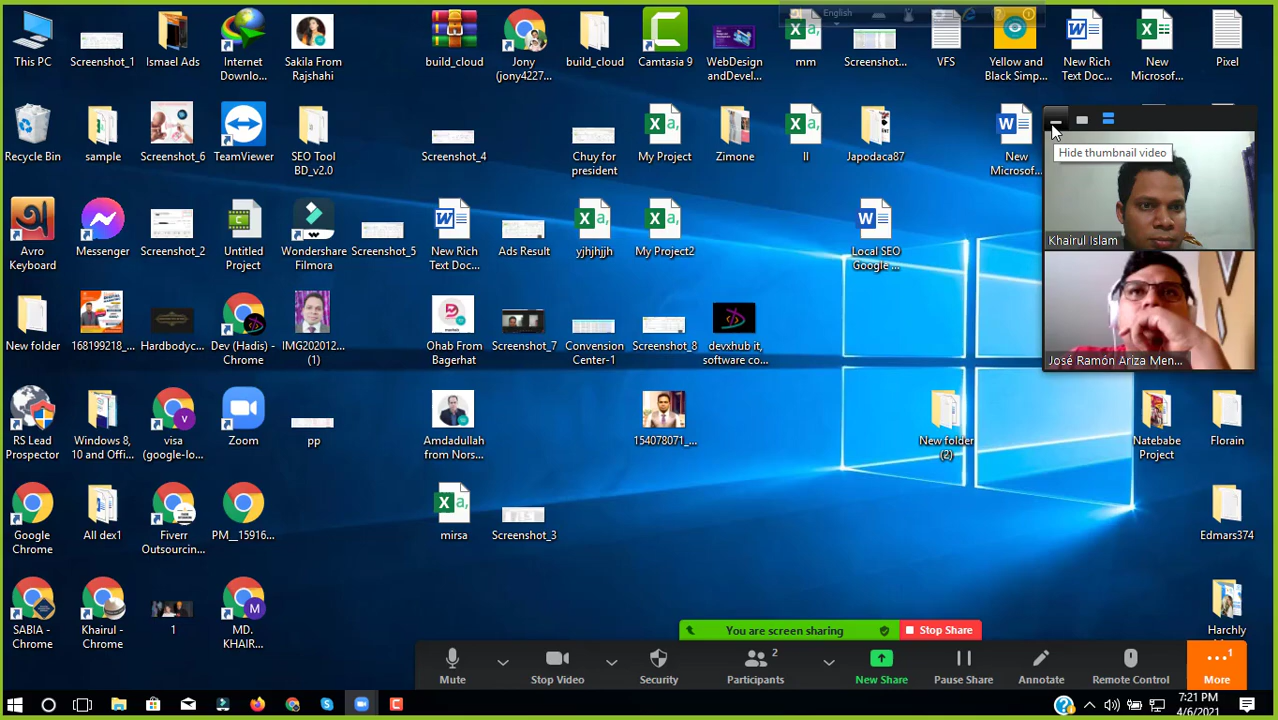 English
This PC
Screenshot_1
Ismael Ads
Internet
Downlo...
Sakila From
Rajshahi
build_cloud
Jony
(jony4227...
build_cloud
Camtasia 9
WebDesign
andDevel...
mm
Screenshot...
VFS
Yellow and
Black Simp...
New Rich
Text Doc...
New
Microsof...
Pixel
Recycle Bin
sample
Screenshot_6
TeamViewer
SEO Tool
BD_v2.0
Screenshot_4
Chuy for
president
My Project
Zimone
II
Japodaca87
New
Microsof...
Hide thumbnail video
Khairul Islam
José Ramón Ariza Men...
Avro
Keyboard
Messenger
Screenshot_2
Untitled
Project
Wondershare
Filmora
Screenshot_5
New Rich
Text Doc...
Ads Result
yjhjhjjh
My Project2
Local SEO
Google ...
New folder
168199218_...
Hardbodyc...
Dev (Hadis) -
Chrome
IMG202012...
(1)
Ohab From
Bagerhat
Screenshot_7
Convension
Center-1
Screenshot_8
devxhub it,
software co...
RS Lead
Prospector
Windows 8,
10 and Offi...
visa
(google-lo...
Zoom
pp
Amdadullah
from Nors...
154078071_...
New folder
(2)
Natebabe
Project
Florain
Google
Chrome
All dex1
Fiverr
Outsourcin...
PM__15916...
mirsa
Screenshot_3
Edmars374
SABIA -
Chrome
Khairul -
Chrome
1
MD.
KHAIR...
Harchly
You are screen sharing
Stop Share
Mute
Stop Video
Security
2
Participants
New Share
Pause Share
Annotate
Remote Control
1
More
7:21 PM
4/6/2021